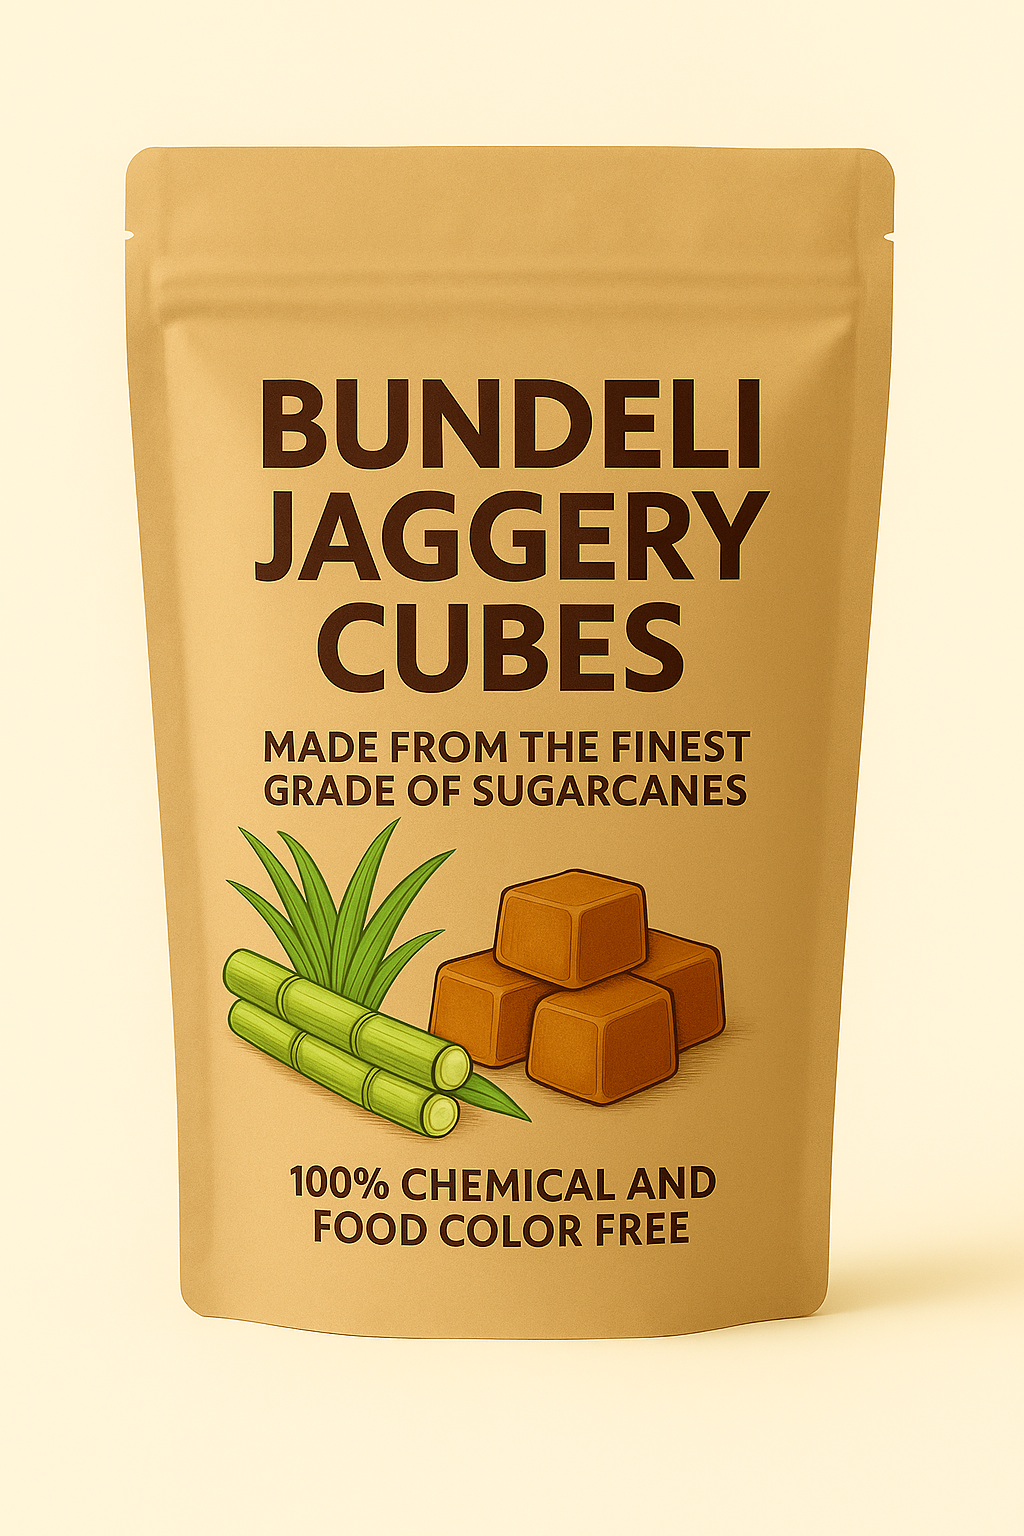 BUNDELI
JAGGERY
CUBES
MADE FROM THE FINEST
GRADE OF SUGARCANES
100% CHEMICAL AND
FOOD COLOR FREE